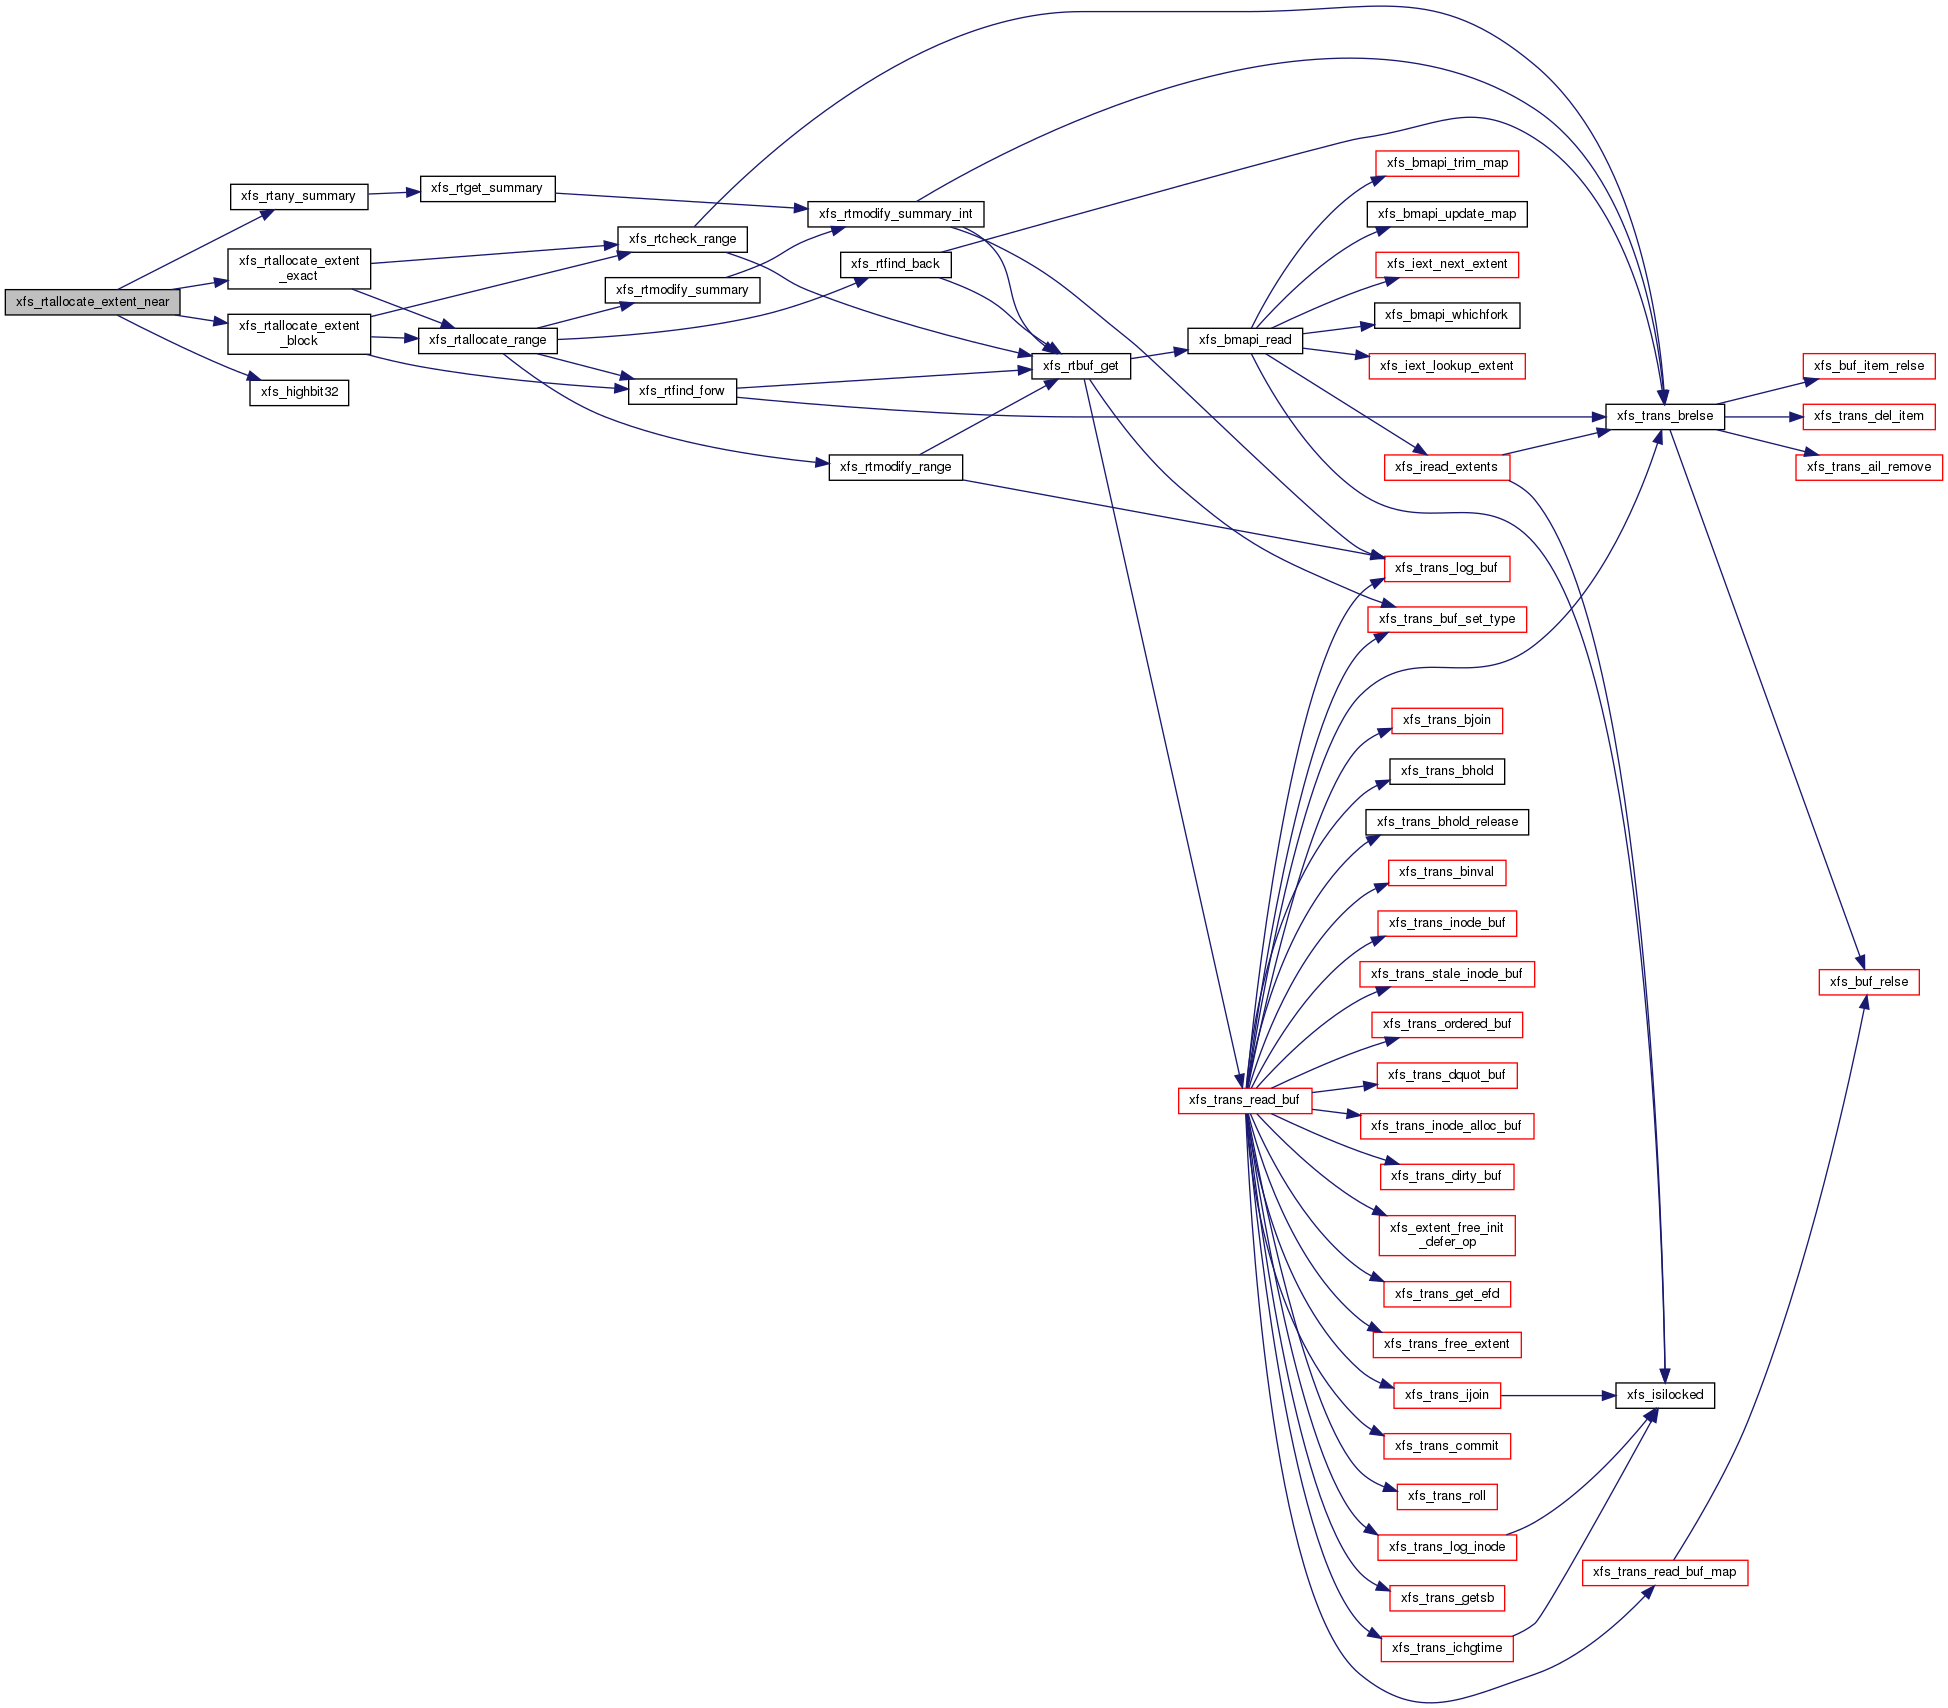 xfs_rtallocate_extent_near
xfs_rtany_summary
xfs_rtallocate_extent
_exact
xfs_rtallocate_extent
_block
xfs_highbit32
xfs_rtget_summary
xfs_rtallocate_range
xfs_rtcheck_range
xfs_rtmodify_summary
xfs_rtfind_forw
xfs_rtmodify_summary_int
xfs_rtfind_back
xfs_rtmodify_range
xfs_rtbuf_get
xfs_bmapi_read
xfs_trans_read_buf
xfs_bmapi_trim_map
xfs_bmapi_update_map
xfs_iext_next_extent
xfs_bmapi_whichfork
xfs_iext_lookup_extent
xfs_iread_extents
xfs_trans_log_buf
xfs_trans_buf_set_type
xfs_trans_bjoin
xfs_trans_bhold
xfs_trans_bhold_release
xfs_trans_binval
xfs_trans_inode_buf
xfs_trans_stale_inode_buf
xfs_trans_ordered_buf
xfs_trans_dquot_buf
xfs_trans_inode_alloc_buf
xfs_trans_dirty_buf
xfs_extent_free_init
_defer_op
xfs_trans_get_efd
xfs_trans_free_extent
xfs_trans_ijoin
xfs_trans_commit
xfs_trans_roll
xfs_trans_log_inode
xfs_trans_getsb
xfs_trans_ichgtime
xfs_trans_brelse
xfs_isilocked
xfs_trans_read_buf_map
xfs_buf_item_relse
xfs_trans_del_item
xfs_trans_ail_remove
xfs_buf_relse